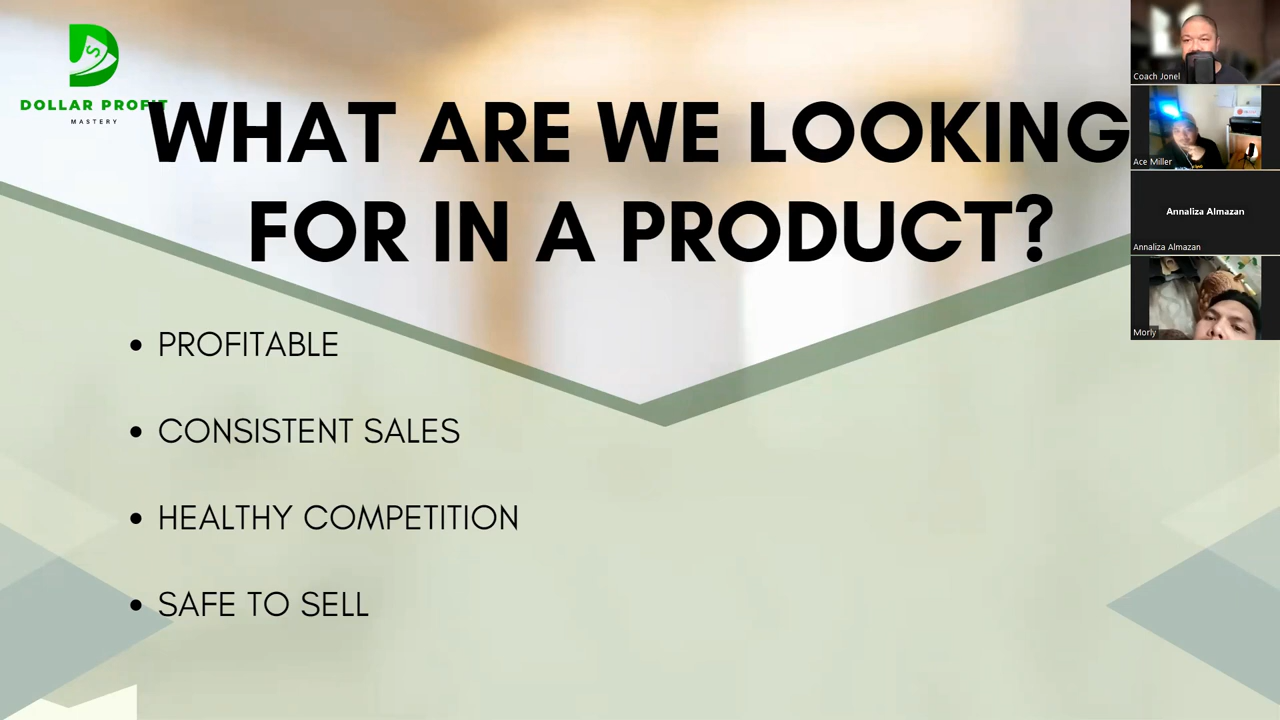 DOLLAR PROFIT
MASTERY
WHAT ARE WE LOOKING
FOR IN A PRODUCT?
• PROFITABLE
• CONSISTENT SALES
• HEALTHY COMPETITION
• SAFE TO SELL
Coach Jonel
Ace Miller
Annaliza Almazan
Annaliza Almazan
Morly